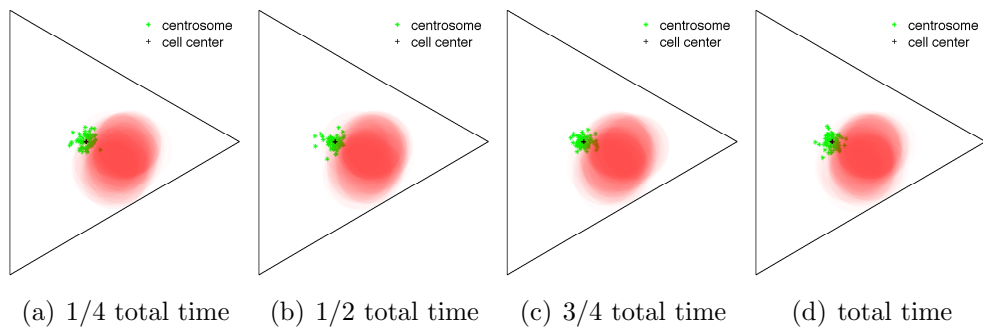 centrosome
cell center
centrosome
cell center
centrosome
cell center
centrosome
cell center
(a) 1/4 total time
(b) 1/2 total time
(c) 3/4 total time
(d) total time